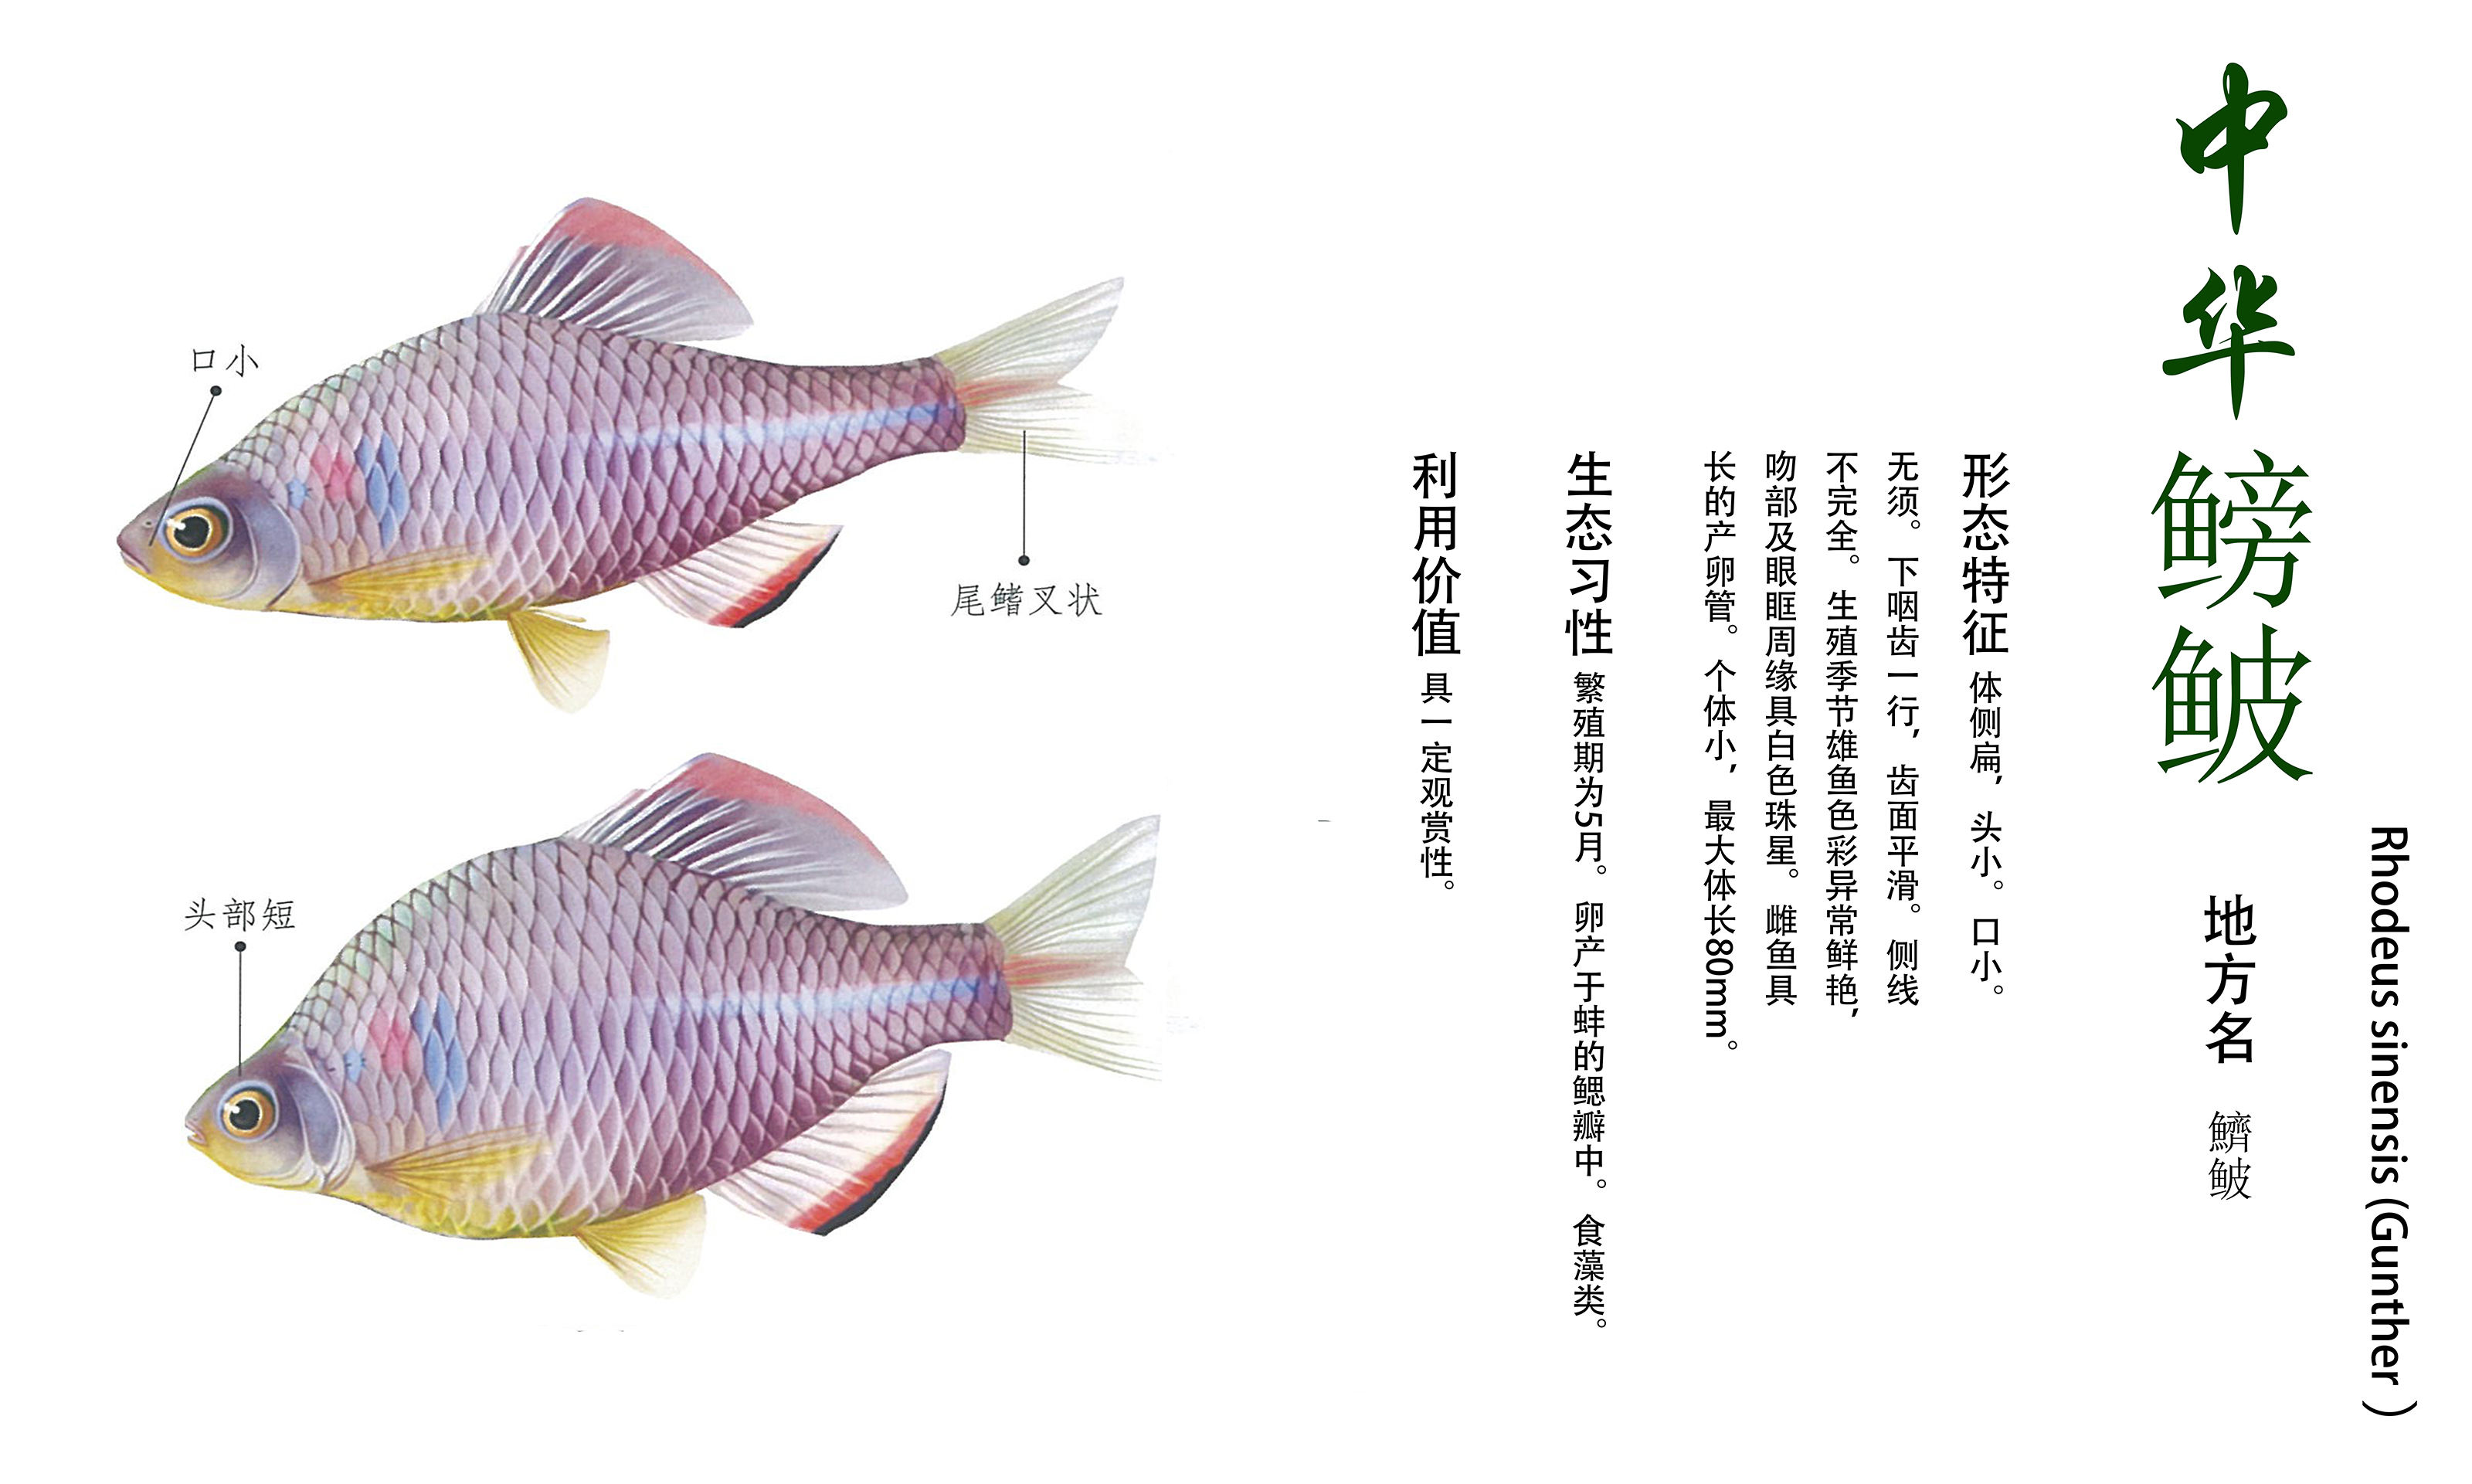 Rhodeus sinensis (Gunther )
中华鳑鲏
地方名 鱭鲏
形态特征 体侧扁，头小。口小。
无须。下咽齿一行，齿面平滑。侧线
不完全。生殖季节雄鱼色彩异常鲜艳，
吻部及眼眶周缘具白色珠星。雌鱼具
长的产卵管。个体小，最大体长80mm。
生态习性 繁殖期为5月。卵产于蚌的鳃瓣中。食藻类。
利用价值 具一定观赏性。
口小
尾鳍叉状
头部短